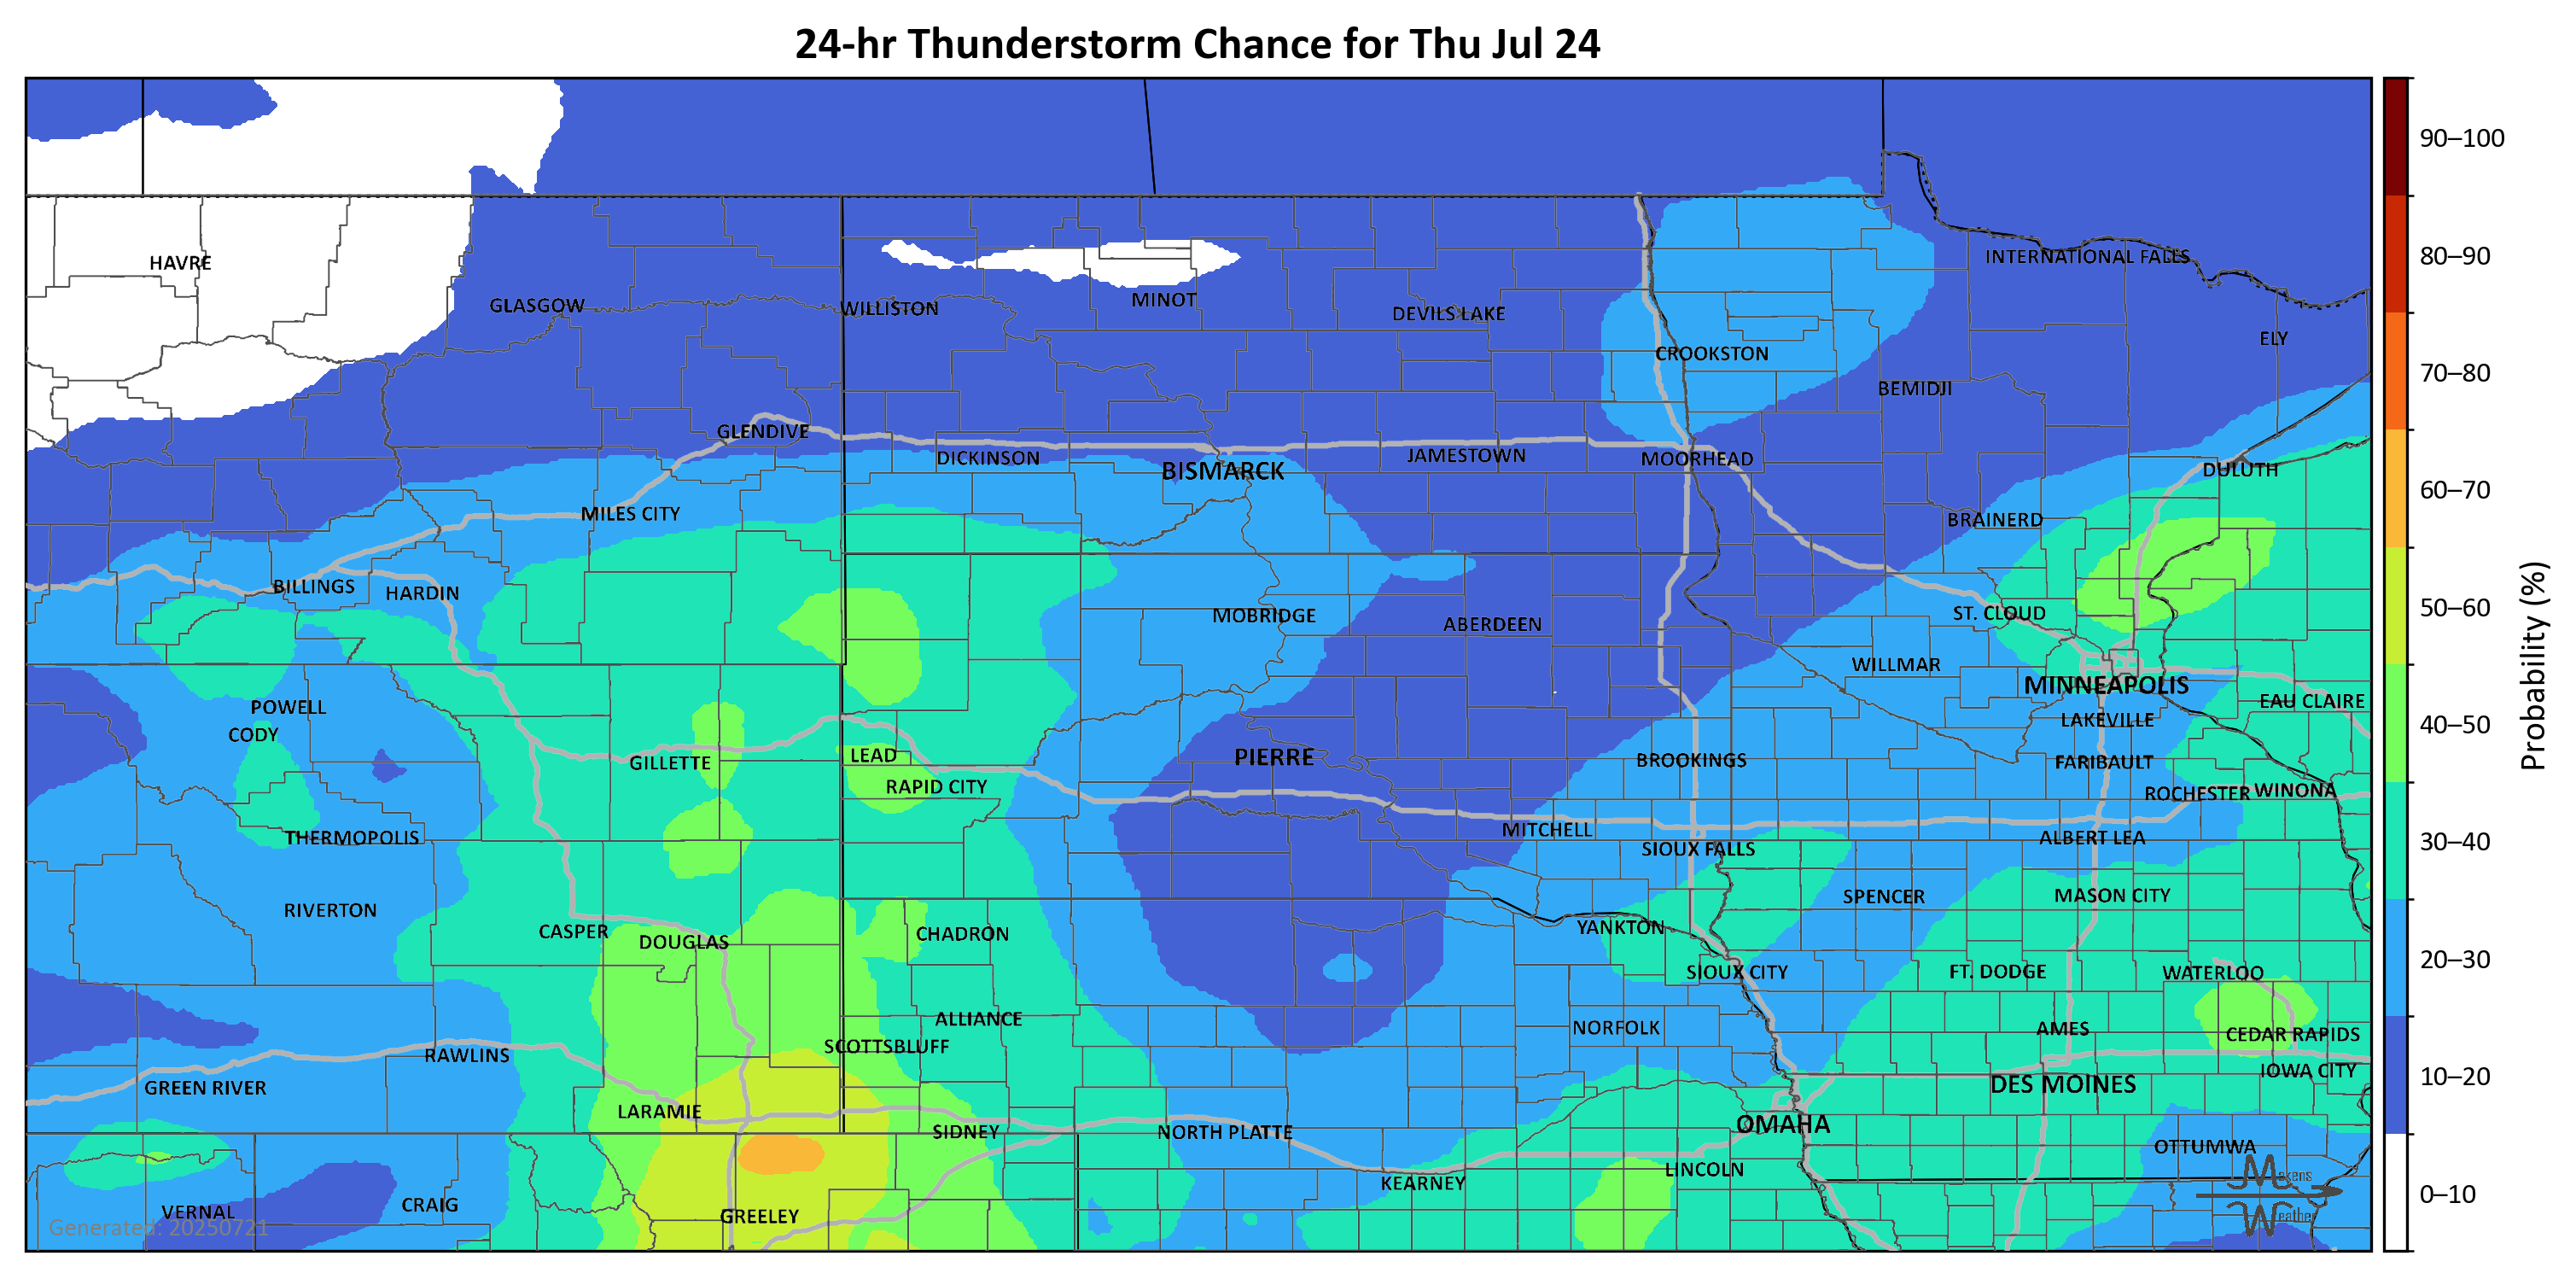 24-hr Thunderstorm Chance for Thu Jul 24
90–100
80–90
70–80
60–70
50–60
40–50
30–40
20–30
10–20
0–10
Probability (%)
HAVRE
GLASGOW
WILLISTON
MINOT
DEVILS LAKE
INTERNATIONAL FALLS
ELY
CROOKSTON
BEMIDJI
GLENDIVE
DICKINSON
BISMARCK
JAMESTOWN
MOORHEAD
DULUTH
MILES CITY
BRAINERD
BILLINGS
HARDIN
MOBRIDGE
ABERDEEN
ST. CLOUD
WILLMAR
MINNEAPOLIS
EAU CLAIRE
POWELL
CODY
LAKEVILLE
GILLETTE
LEAD
PIERRE
BROOKINGS
FARIBAULT
RAPID CITY
ROCHESTER
WINONA
THERMOPOLIS
MITCHELL
ALBERT LEA
SIOUX FALLS
RIVERTON
SPENCER
MASON CITY
CASPER
DOUGLAS
CHADRON
YANKTON
SIOUX CITY
FT. DODGE
WATERLOO
ALLIANCE
NORFOLK
AMES
CEDAR RAPIDS
SCOTTSBLUFF
RAWLINS
GREEN RIVER
IOWA CITY
DES MOINES
LARAMIE
OMAHA
SIDNEY
NORTH PLATTE
OTTUMWA
LINCOLN
KEARNEY
VERNAL
CRAIG
GREELEY
Generated: 20250721
Makens
Weather